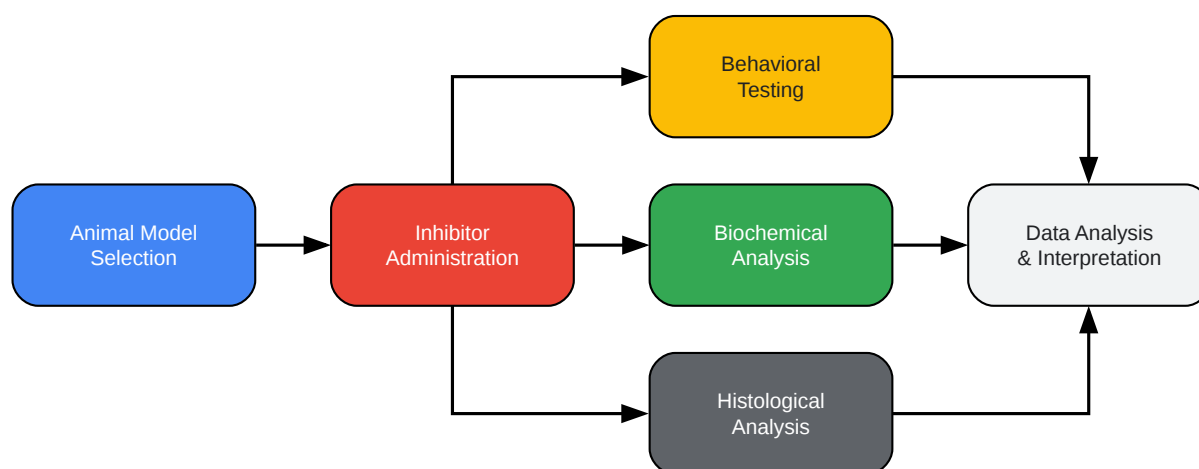 Behavioral
Testing
Animal Model
Selection
Inhibitor
Administration
Biochemical
Analysis
Data Analysis
& Interpretation
Histological
Analysis